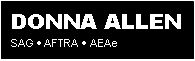 DONNA ALLEN
SAG • AFTRA • AEAe